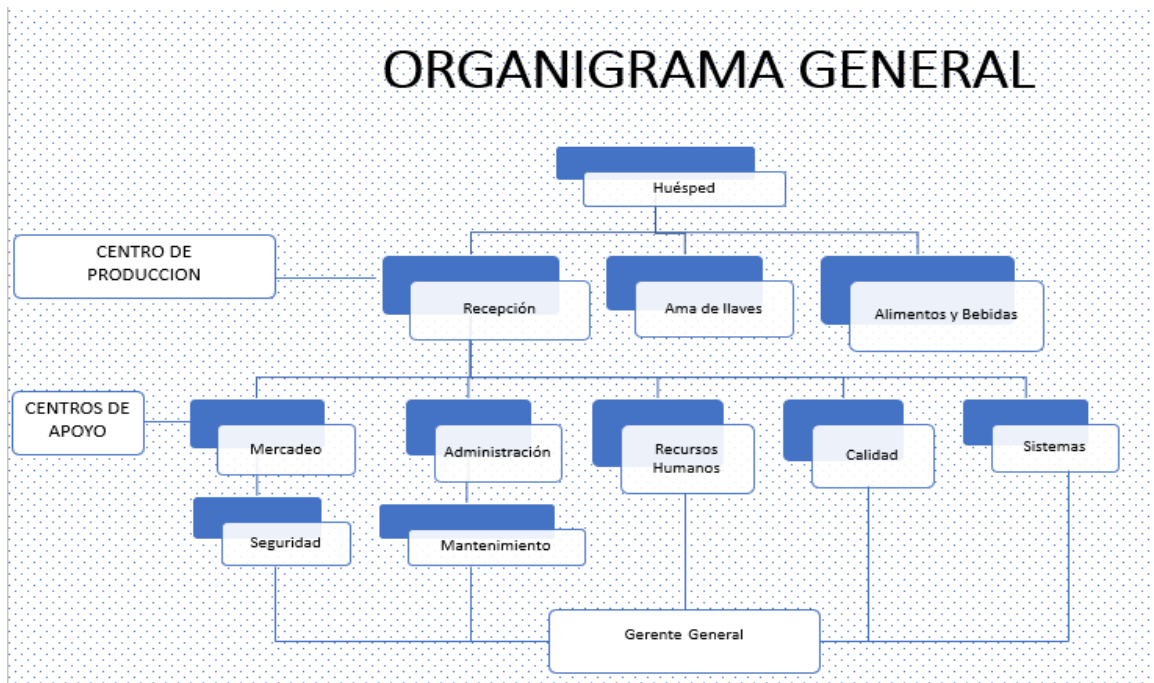 ORGANIGRAMA GENERAL
Huésped
CENTRO DE
PRODUCCION
Recepción
Ama de llaves
Alimentos y Bebidas
CENTROS DE
APOYO
Mercadeo
Administración
Recursos
Humanos
Calidad
Sistemas
Seguridad
Mantenimiento
Gerente General